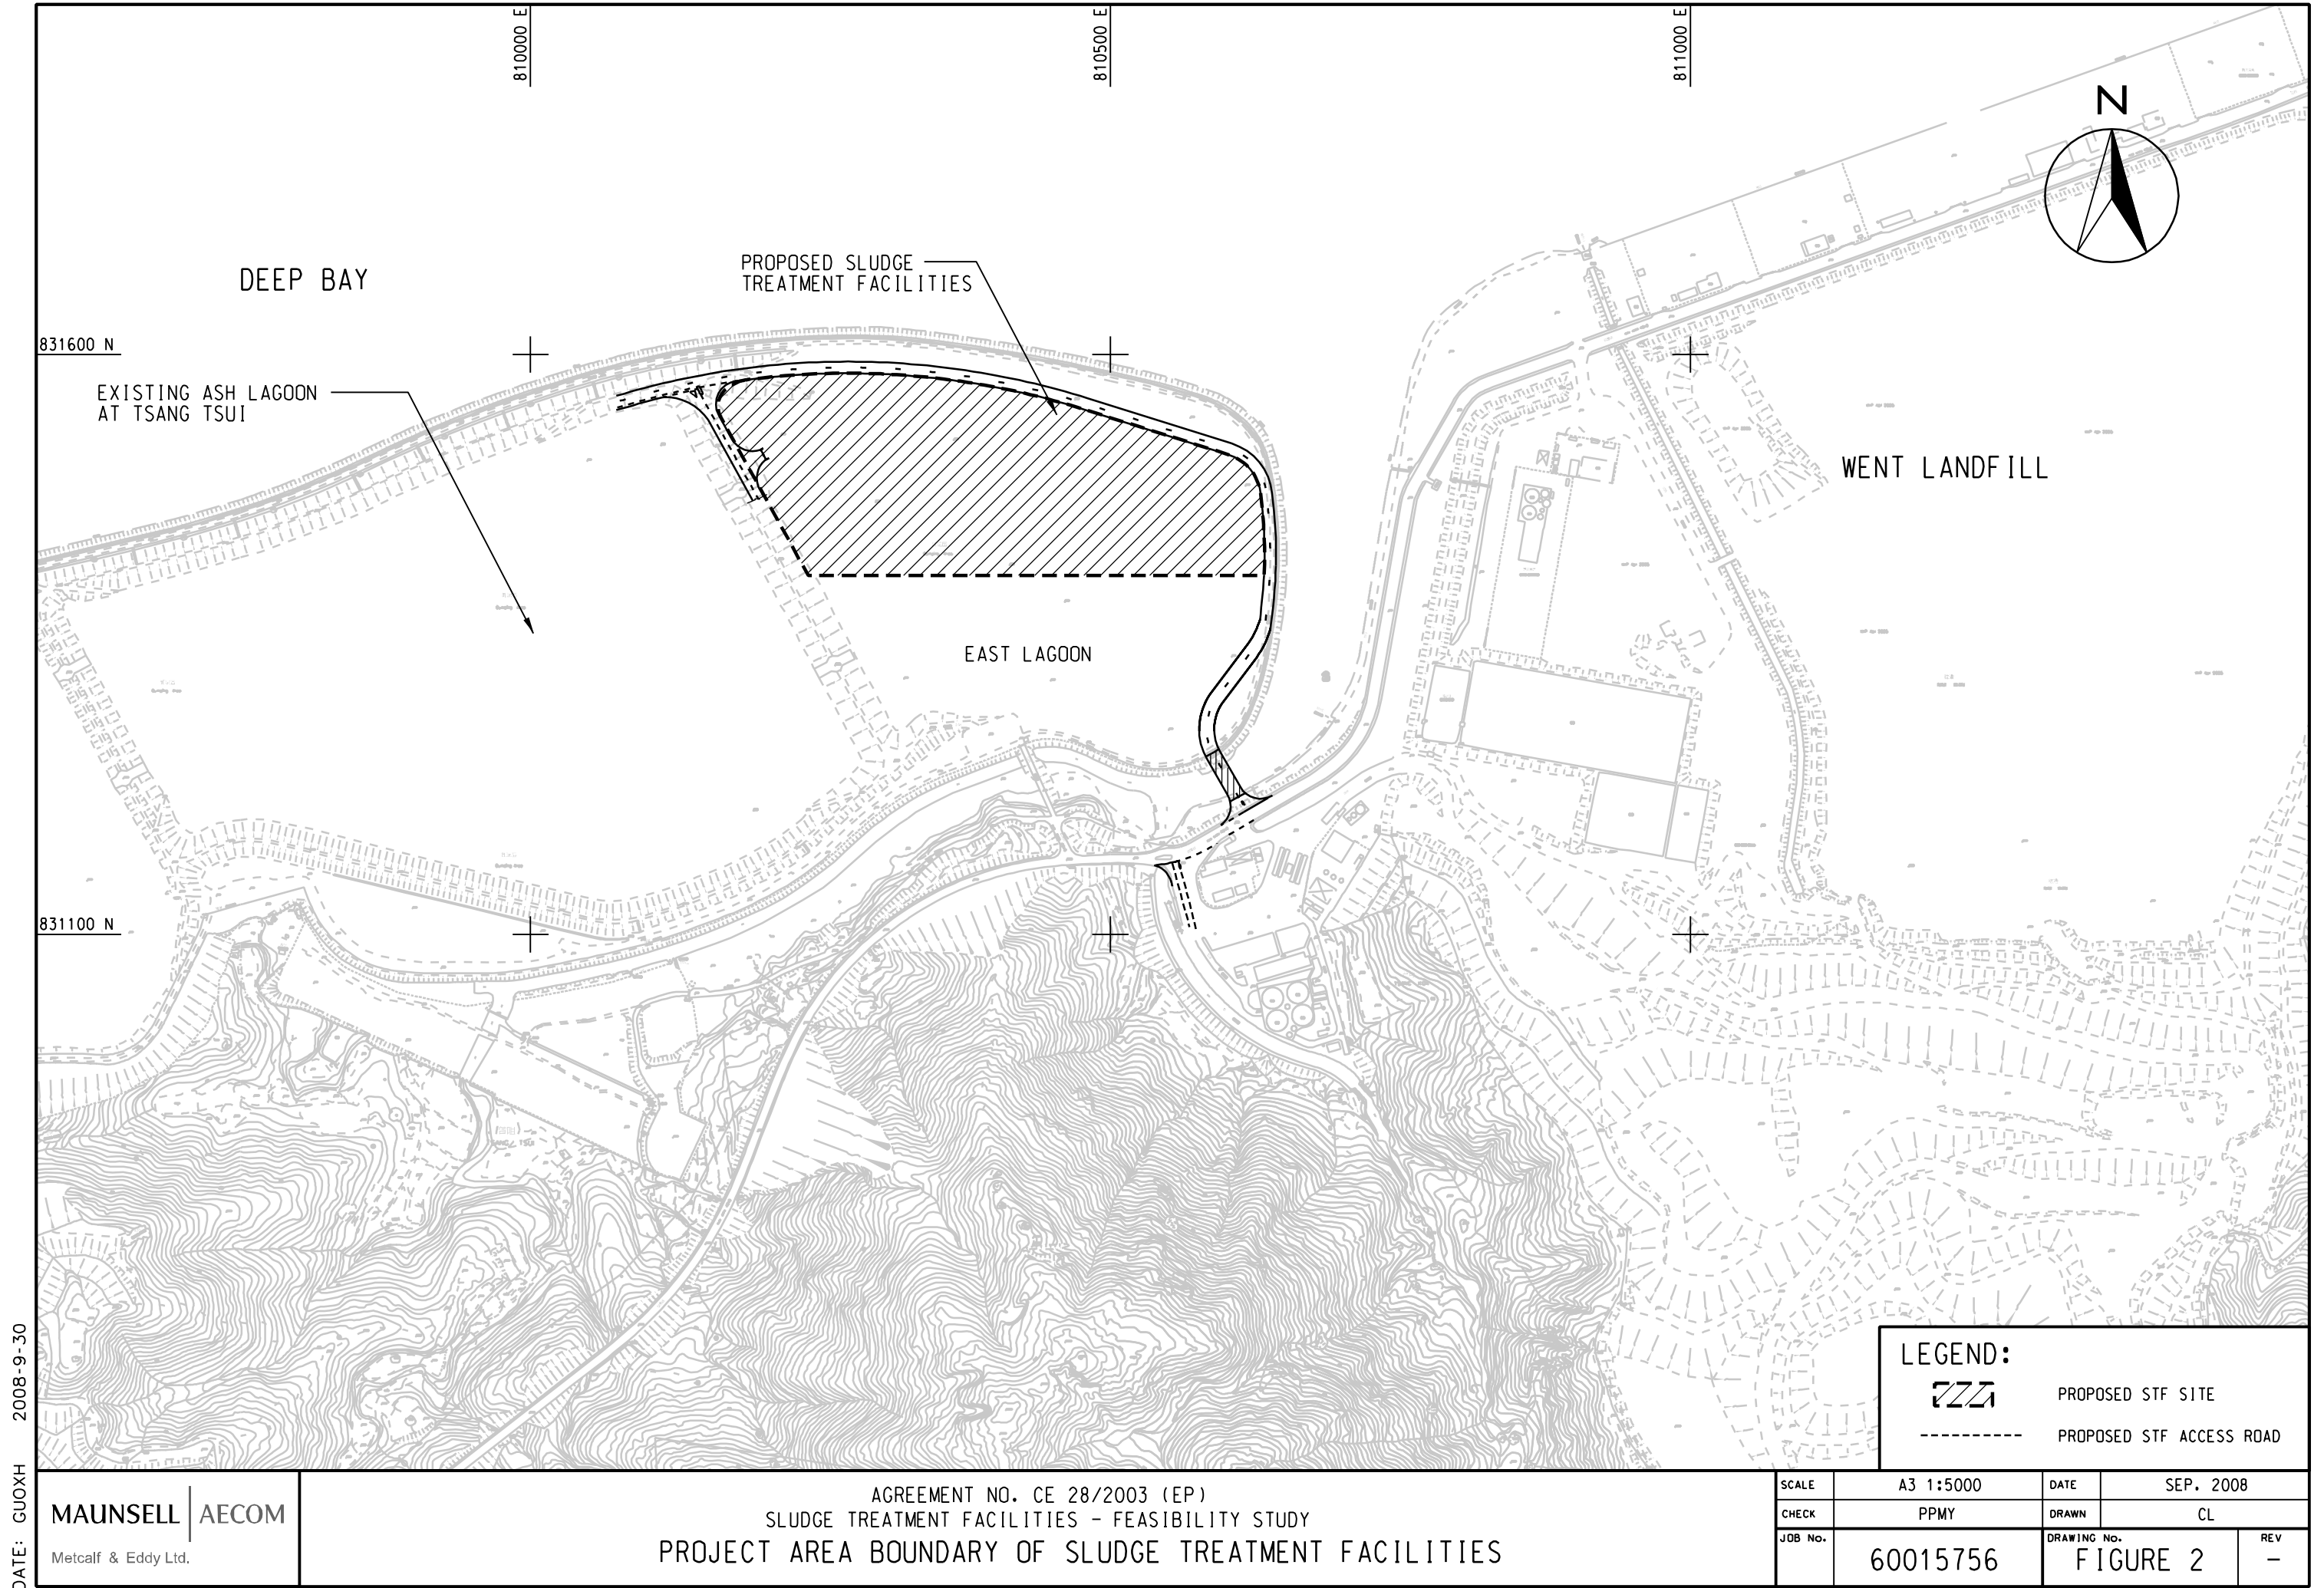 810000 E
810500 E
811000 E
N
DEEP BAY
PROPOSED SLUDGE
TREATMENT FACILITIES
831600 N
EXISTING ASH LAGOON
AT TSANG TSUI
WENT LANDFILL
EAST LAGOON
831100 N
LEGEND:
PROPOSED STF SITE
PROPOSED STF ACCESS ROAD
DATE: GUOXH 2008-9-30
MAUNSELL | AECOM
Metcalf & Eddy Ltd.
AGREEMENT NO. CE 28/2003 (EP)
SLUDGE TREATMENT FACILITIES - FEASIBILITY STUDY
PROJECT AREA BOUNDARY OF SLUDGE TREATMENT FACILITIES
SCALE A3 1:5000 DATE SEP. 2008
CHECK PPMY DRAWN CL
JOB No. 60015756 DRAWING No. FIGURE 2 REV -